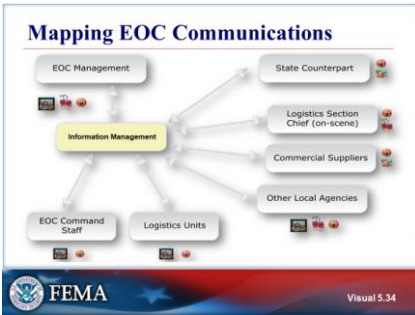 Mapping EOC Communications
EOC Management
State Counterpart
Logistics Section
Chief (on-scene)
Information Management
Commercial Suppliers
Other Local Agencies
EOC Command
Staff
Logistics Units
FEMA
Visual 5.34